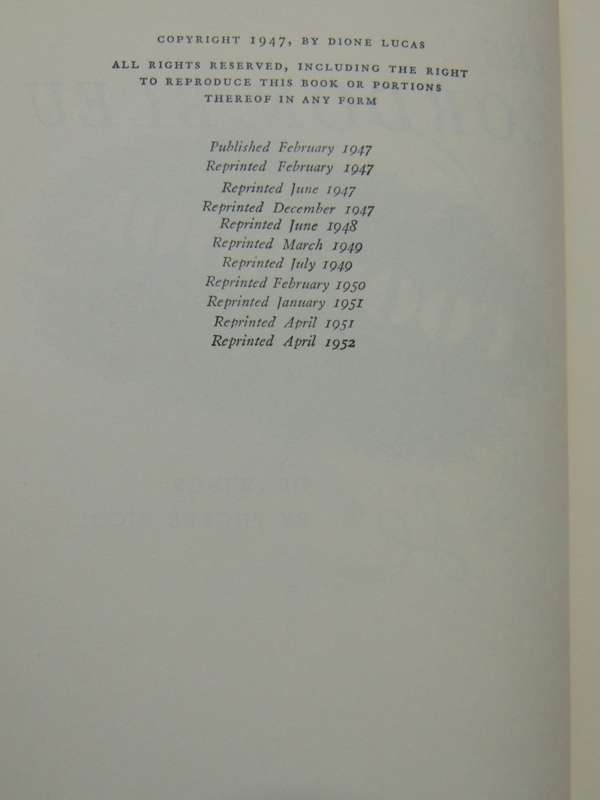 COPYRIGHT 1947, BY DIONE LUCAS
ALL RIGHTS RESERVED, INCLUDING THE RIGHT
TO REPRODUCE THIS BOOK OR PORTIONS
THEREOF IN ANY FORM
Published February 1947
Reprinted February 1947
Reprinted June 1947
Reprinted December 1947
Reprinted June 1948
Reprinted March 1949
Reprinted July 1949
Reprinted February 1950
Reprinted January 1951
Reprinted April 1951
Reprinted April 1952